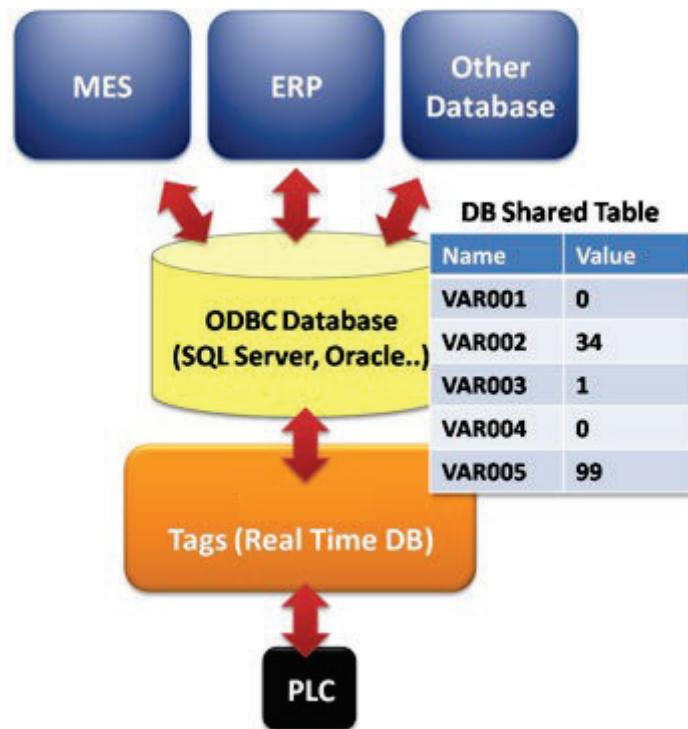 MES
ERP
Other
Database
DB Shared Table
Name Value
VAR001 0
VAR002 34
VAR003 1
VAR004 0
VAR005 99
ODBC Database
(SQL Server, Oracle..)
Tags (Real Time DB)
PLC